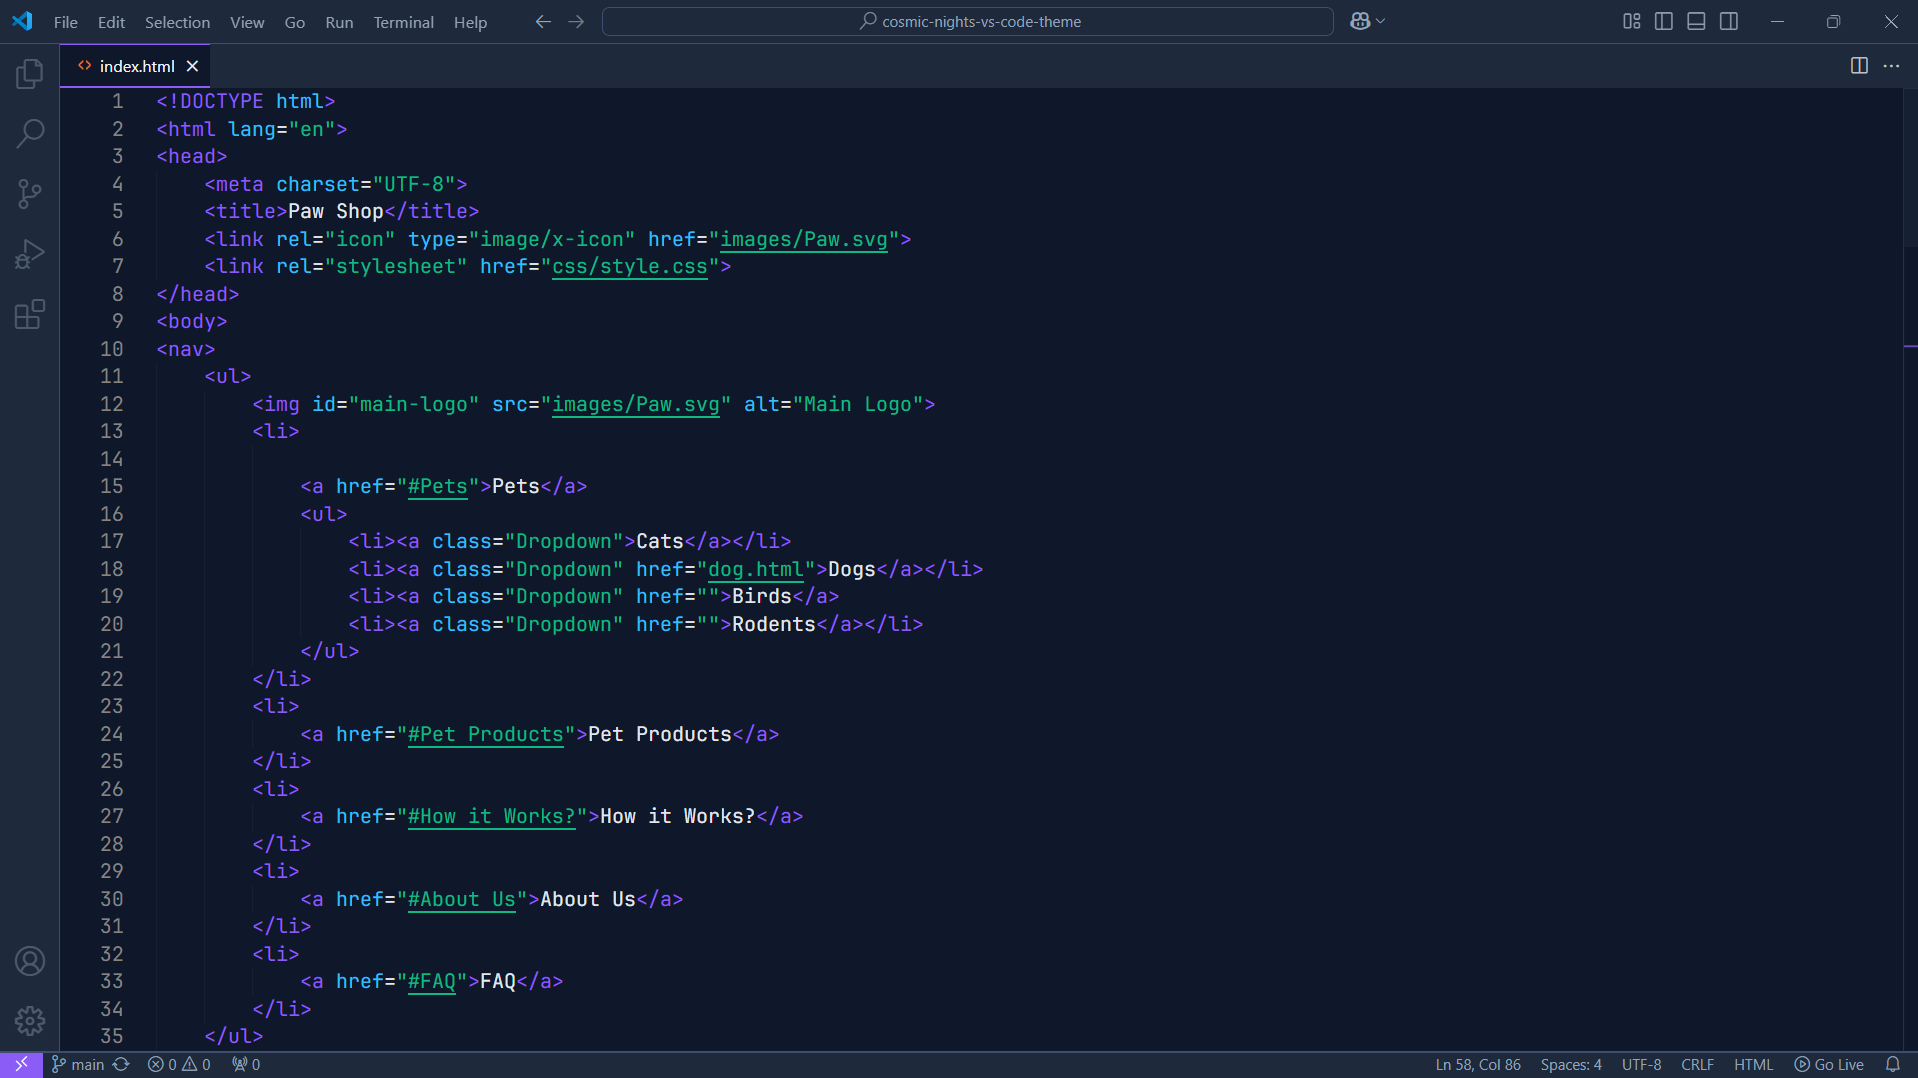 File Edit Selection View Go Run Terminal Help cosmic-nights-vs-code-theme
index.html
1 <!DOCTYPE html>
2 <html lang="en">
3 <head>
4     <meta charset="UTF-8">
5     <title>Paw Shop</title>
6     <link rel="icon" type="image/x-icon" href="images/Paw.svg">
7     <link rel="stylesheet" href="css/style.css">
8 </head>
9 <body>
10 <nav>
11     <ul>
12         <img id="main-logo" src="images/Paw.svg" alt="Main Logo">
13         <li>
14
15             <a href="#Pets">Pets</a>
16             <ul>
17                 <li><a class="Dropdown">Cats</a></li>
18                 <li><a class="Dropdown" href="dog.html">Dogs</a></li>
19                 <li><a class="Dropdown" href="">Birds</a>
20                 <li><a class="Dropdown" href="">Rodents</a></li>
21             </ul>
22         </li>
23         <li>
24             <a href="#Pet Products">Pet Products</a>
25         </li>
26         <li>
27             <a href="#How it Works?">How it Works?</a>
28         </li>
29         <li>
30             <a href="#About Us">About Us</a>
31         </li>
32         <li>
33             <a href="#FAQ">FAQ</a>
34         </li>
35     </ul>
main 0 0 0 Ln 58, Col 86 Spaces: 4 UTF-8 CRLF HTML Go Live